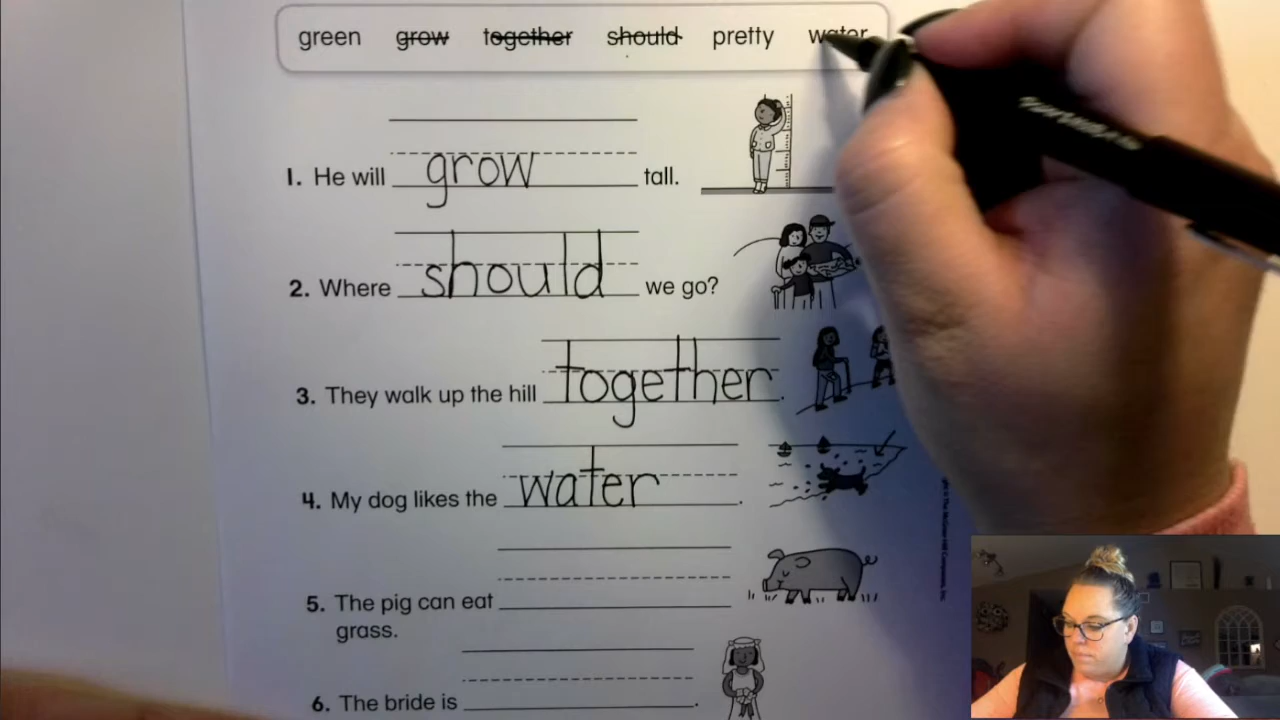 green grow together should pretty water
1. He will grow tall.
2. Where should we go?
3. They walk up the hill together.
4. My dog likes the water.
5. The pig can eat
grass.
6. The bride is .